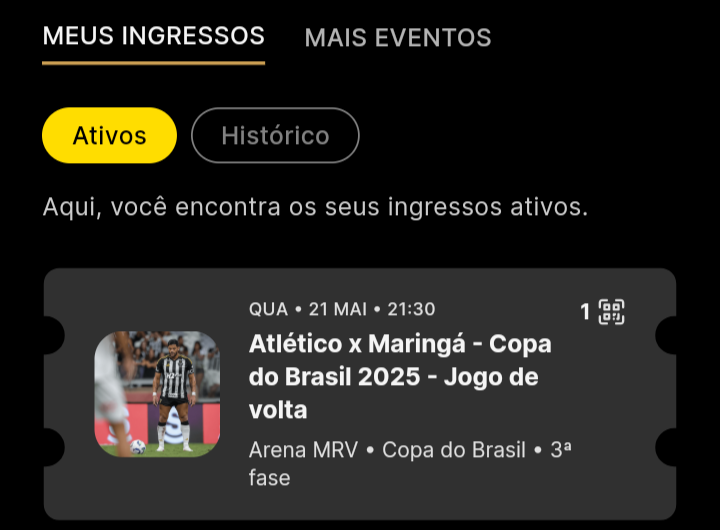 MEUS INGRESSOS MAIS EVENTOS
Ativos Histórico
Aqui, você encontra os seus ingressos ativos.
QUA • 21 MAI • 21:30 1
Atlético x Maringá - Copa
do Brasil 2025 - Jogo de
volta
Arena MRV • Copa do Brasil • 3ª
fase